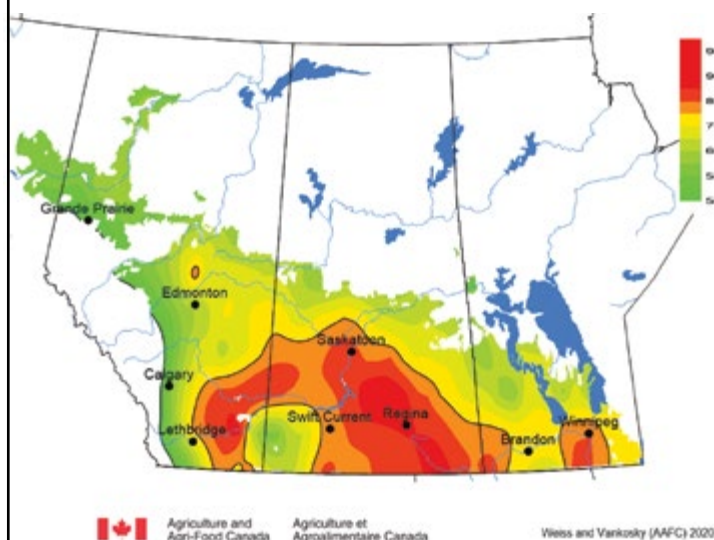 Grande Prairie
Edmonton
Saskatoon
Calgary
Lethbridge
Swift Current
Regina
Brandon
Winnipeg
Agriculture and
Agri-Food Canada
Agriculture et
Agroalimentaire Canada
Weiss and Vankosky (AAFC) 2020